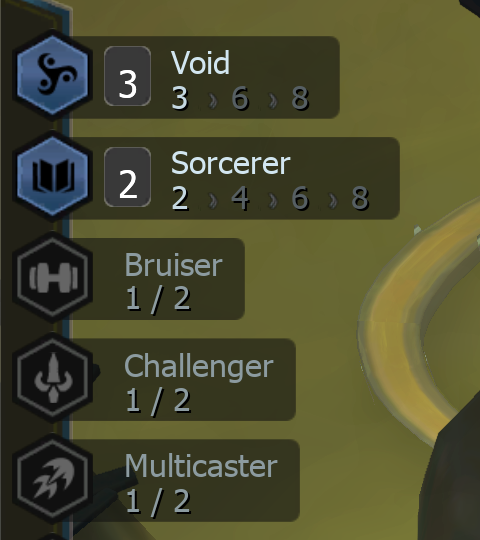 3 Void
3 › 6 › 8
2 Sorcerer
2 › 4 › 6 › 8
Bruiser
1 / 2
Challenger
1 / 2
Multicaster
1 / 2